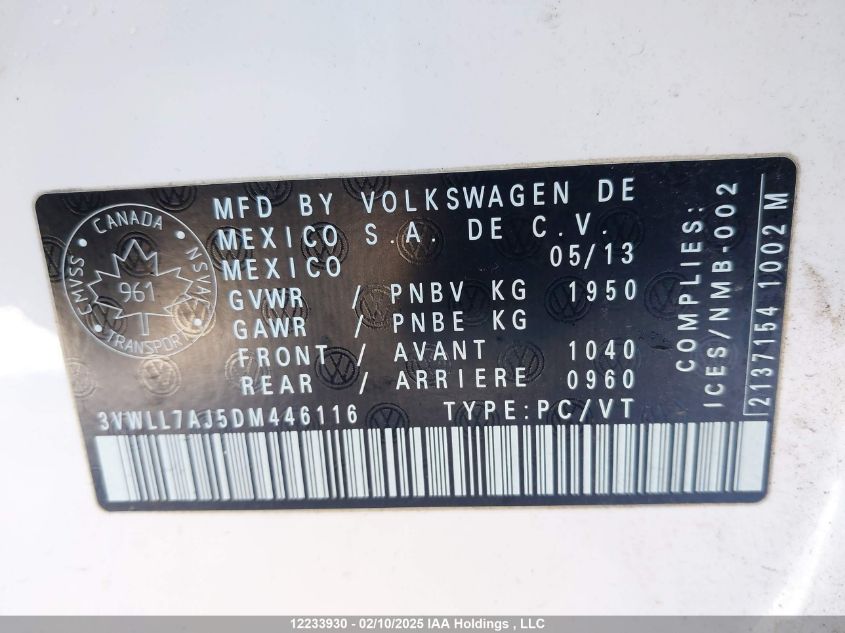 CANADA
CMVSS
NSVAC
961
TRANSPORT
MFD BY VOLKSWAGEN DE
MEXICO S.A. DE C.V.
MEXICO 05/13
GVWR / PNBV KG 1950
GAWR / PNBE KG
FRONT / AVANT 1040
REAR / ARRIERE 0960
3VWLL7AJ5DM446116 TYPE:PC/VT
COMPLIES:
ICES/NMB-002
2137154 1002 M
12233930 - 02/10/2025 IAA Holdings , LLC